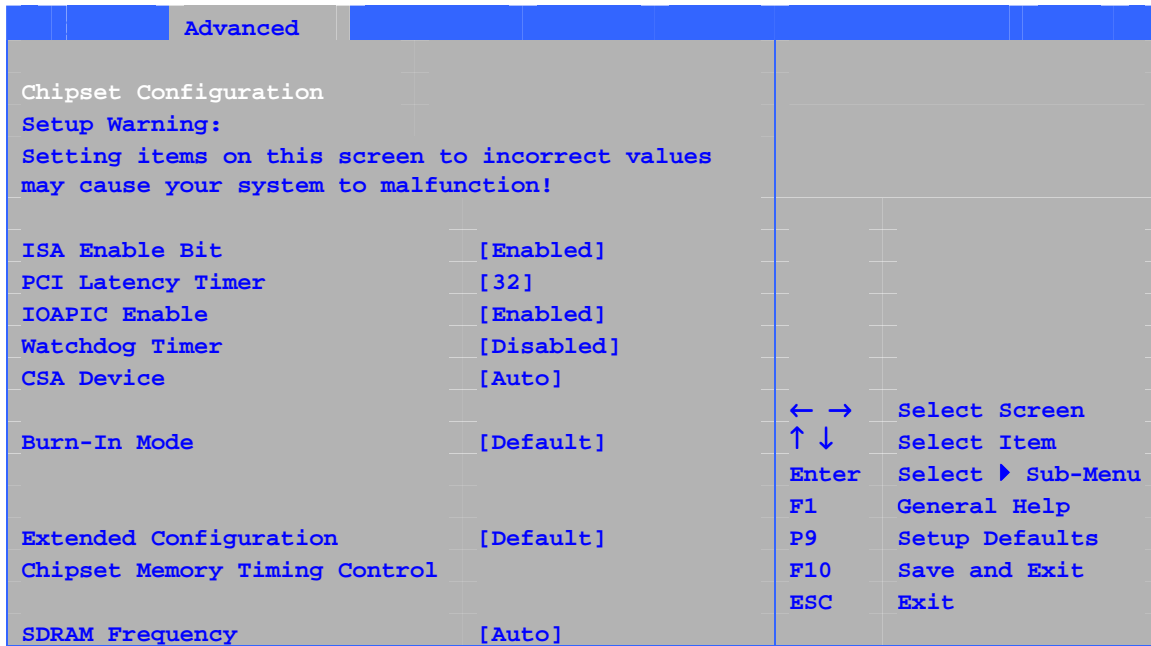 Advanced
Chipset Configuration
Setup Warning:
Setting items on this screen to incorrect values
may cause your system to malfunction!
ISA Enable Bit [Enabled]
PCI Latency Timer [32]
IOAPIC Enable [Enabled]
Watchdog Timer [Disabled]
CSA Device [Auto]
Burn-In Mode [Default]
Extended Configuration [Default]
Chipset Memory Timing Control
SDRAM Frequency [Auto]
← → Select Screen
↑ ↓ Select Item
Enter Select ▶ Sub-Menu
F1 General Help
P9 Setup Defaults
F10 Save and Exit
ESC Exit